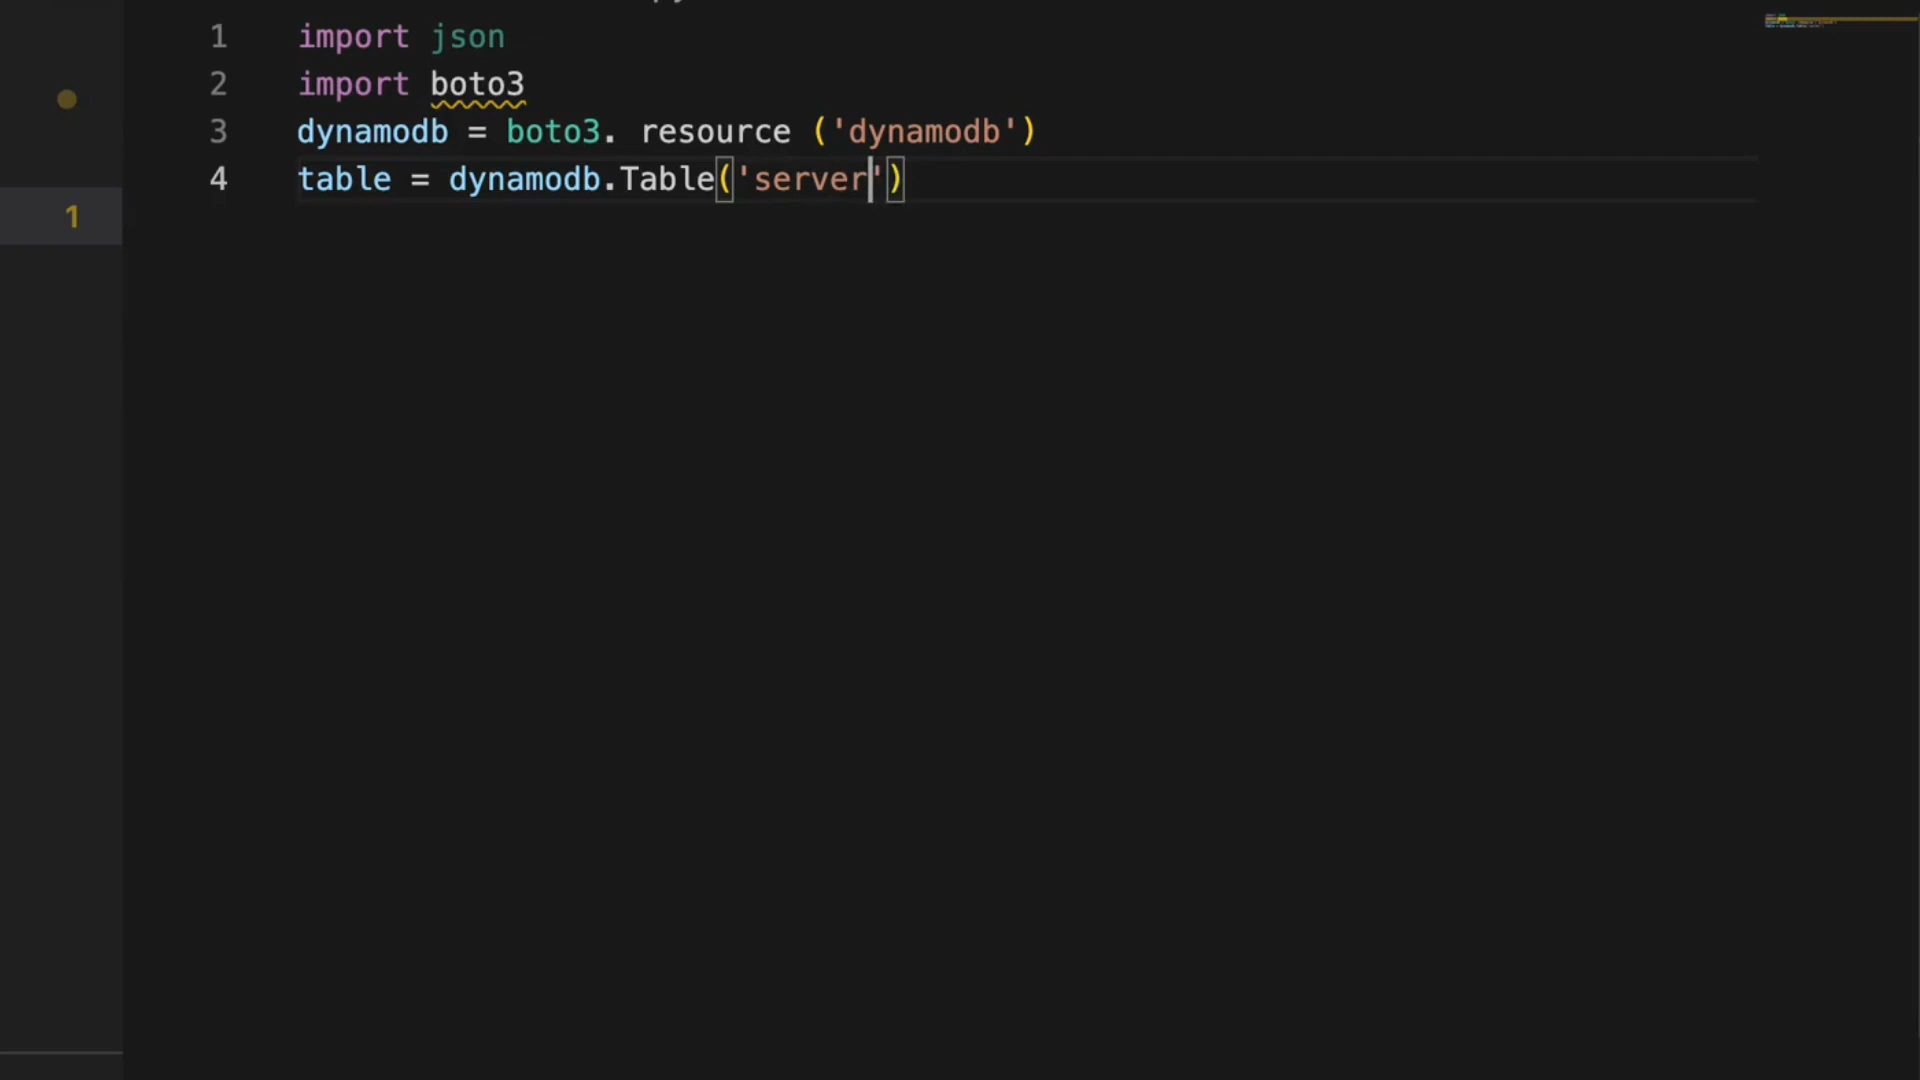 1 import json
2 import boto3
3 dynamodb = boto3. resource ('dynamodb')
4 table = dynamodb.Table('server')
1